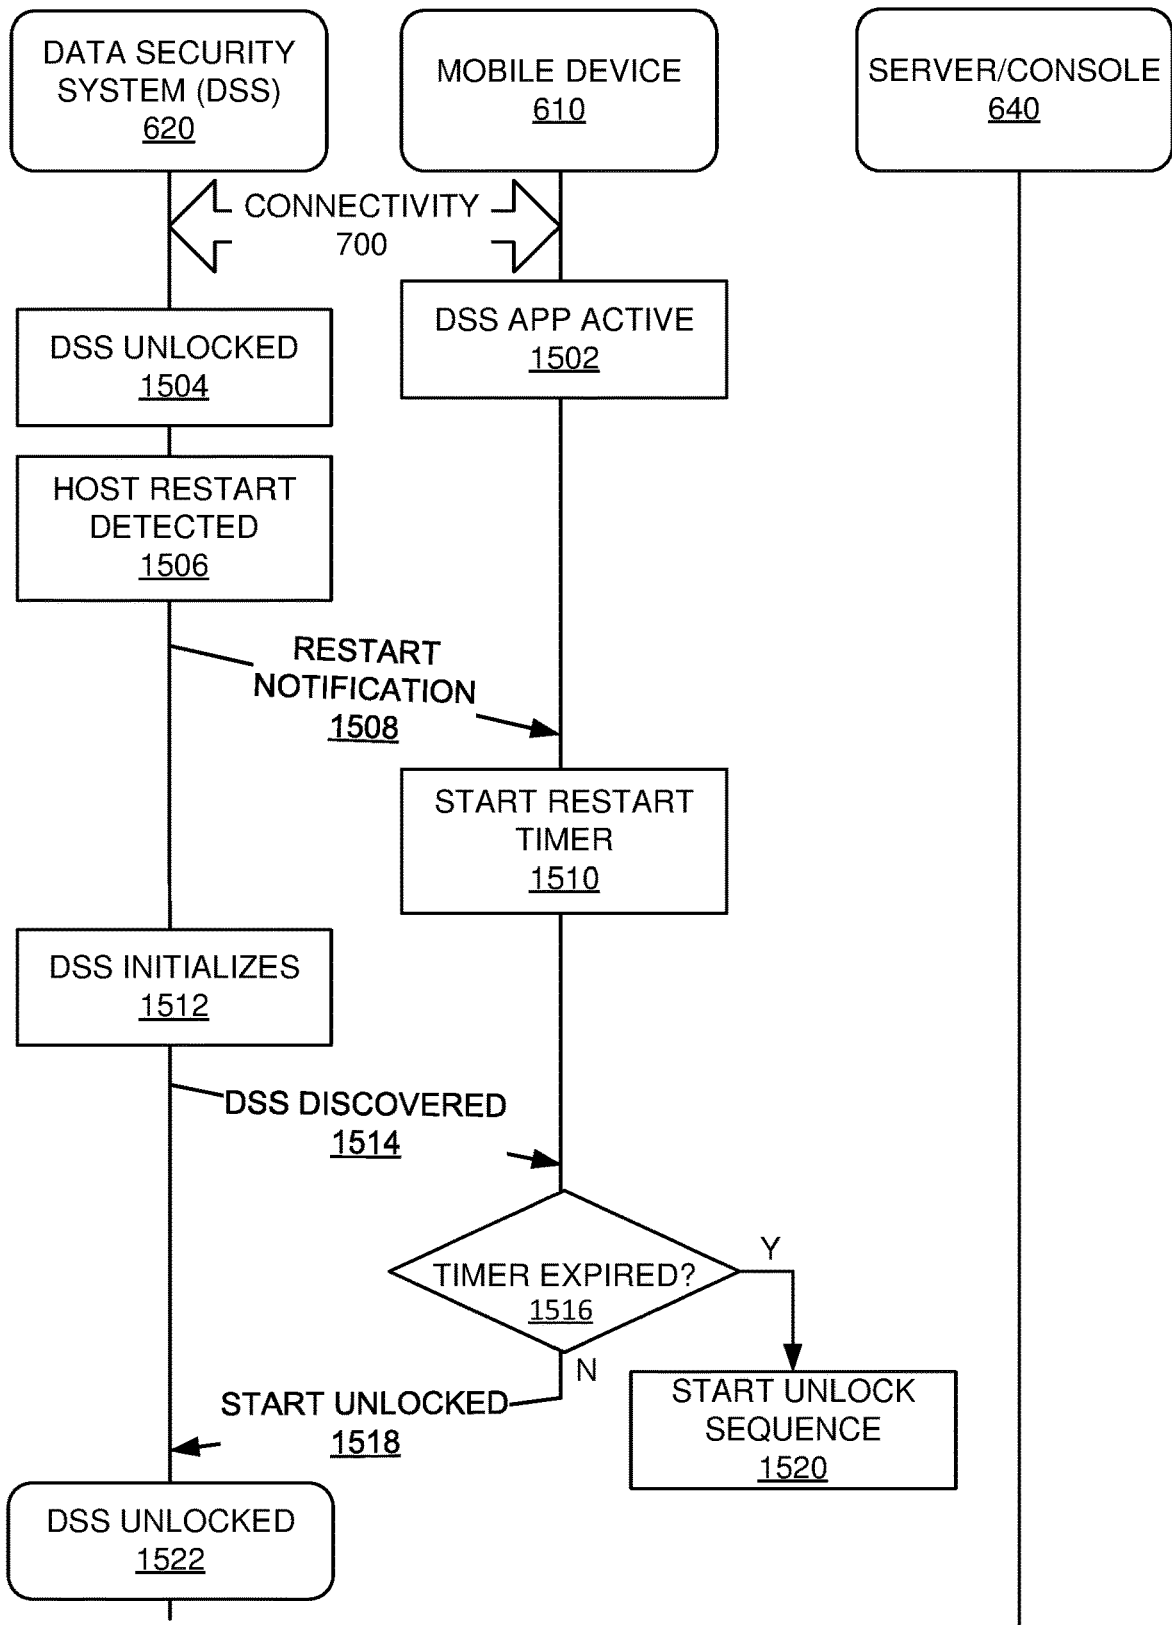 DATA SECURITY
SYSTEM (DSS)
620
MOBILE DEVICE
610
SERVER/CONSOLE
640
CONNECTIVITY
700
DSS APP ACTIVE
1502
DSS UNLOCKED
1504
HOST RESTART
DETECTED
1506
RESTART
NOTIFICATION
1508
START RESTART
TIMER
1510
DSS INITIALIZES
1512
DSS DISCOVERED
1514
TIMER EXPIRED?
1516
Y
N
START UNLOCKED
1518
START UNLOCK
SEQUENCE
1520
DSS UNLOCKED
1522